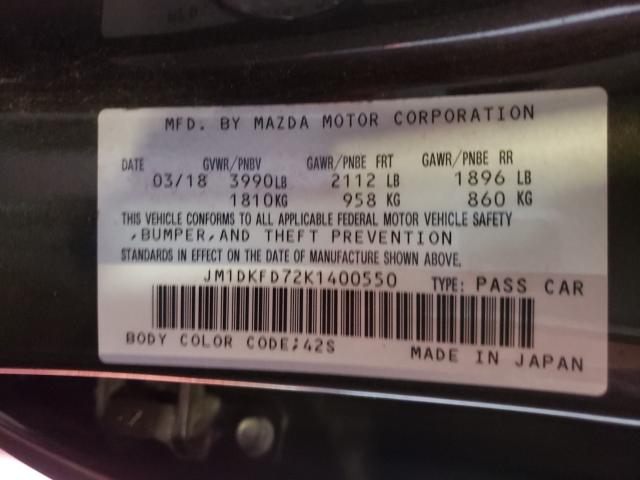 MFD. BY MAZDA MOTOR CORPORATION
DATE GVWR/PNBV GAWR/PNBE FRT GAWR/PNBE RR
03/18 3990LB 2112 LB 1896 LB
1810KG 958 KG 860 KG
THIS VEHICLE CONFORMS TO ALL APPLICABLE FEDERAL MOTOR VEHICLE SAFETY
,BUMPER,AND THEFT PREVENTION
STANDARDS IN EFFECT ON THE DATE OF MANUFACTURE SHOWN ABOVE.
JM1DKFD72K1400550 TYPE: PASS CAR
BODY COLOR CODE;42S MADE IN JAPAN